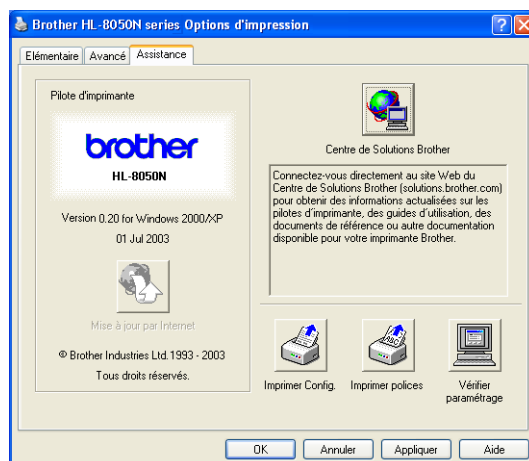 Brother HL-8050N series Options d'impression
Elémentaire Avancé Assistance
Pilote d'imprimante
brother
HL-8050N
Version 0.20 for Windows 2000/XP
01 Jul 2003
Mise à jour par Internet
© Brother Industries Ltd. 1993 - 2003
Tous droits réservés.
Centre de Solutions Brother
Connectez-vous directement au site Web du
Centre de Solutions Brother (solutions.brother.com)
pour obtenir des informations actualisées sur les
pilotes d'imprimante, des guides d'utilisation, des
documents de référence ou autre documentation
disponible pour votre imprimante Brother.
Imprimer Config. Imprimer polices Vérifier
paramétrage
OK Annuler Appliquer Aide